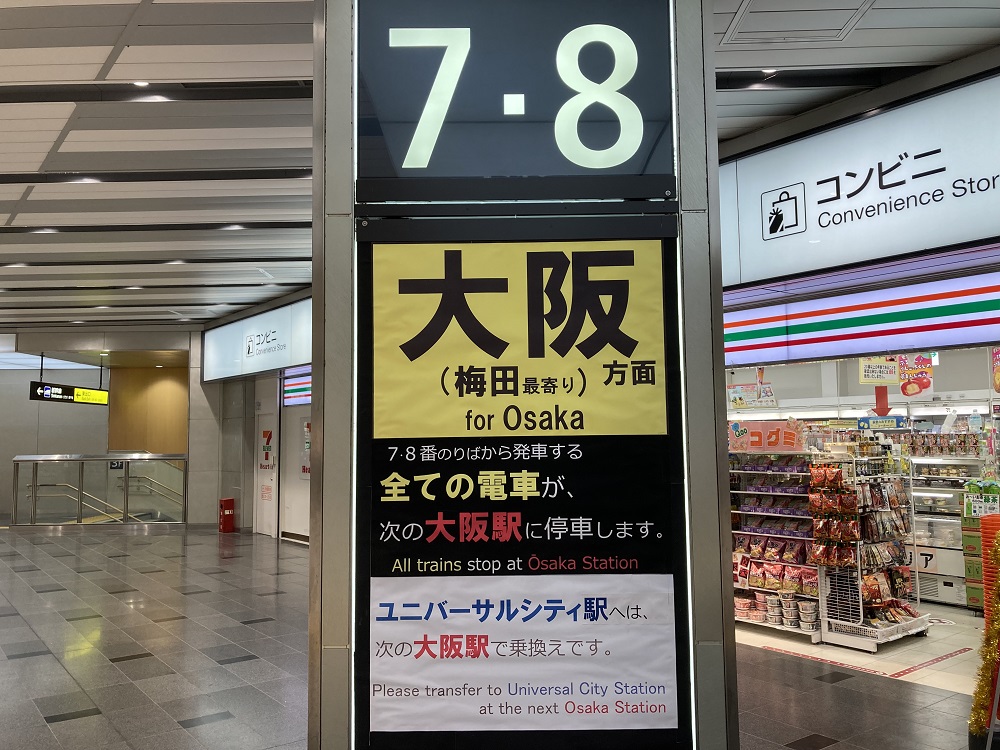 7・8
大阪
(梅田最寄り)方面
for Osaka
7・8番のりばから発車する
全ての電車が、
次の大阪駅に停車します。
All trains stop at Ōsaka Station
ユニバーサルシティ駅へは、
次の大阪駅で乗換えです。
Please transfer to Universal City Station
at the next Osaka Station
コンビニ
Convenience Stor
コンビニ
Convenience Store
コグミ